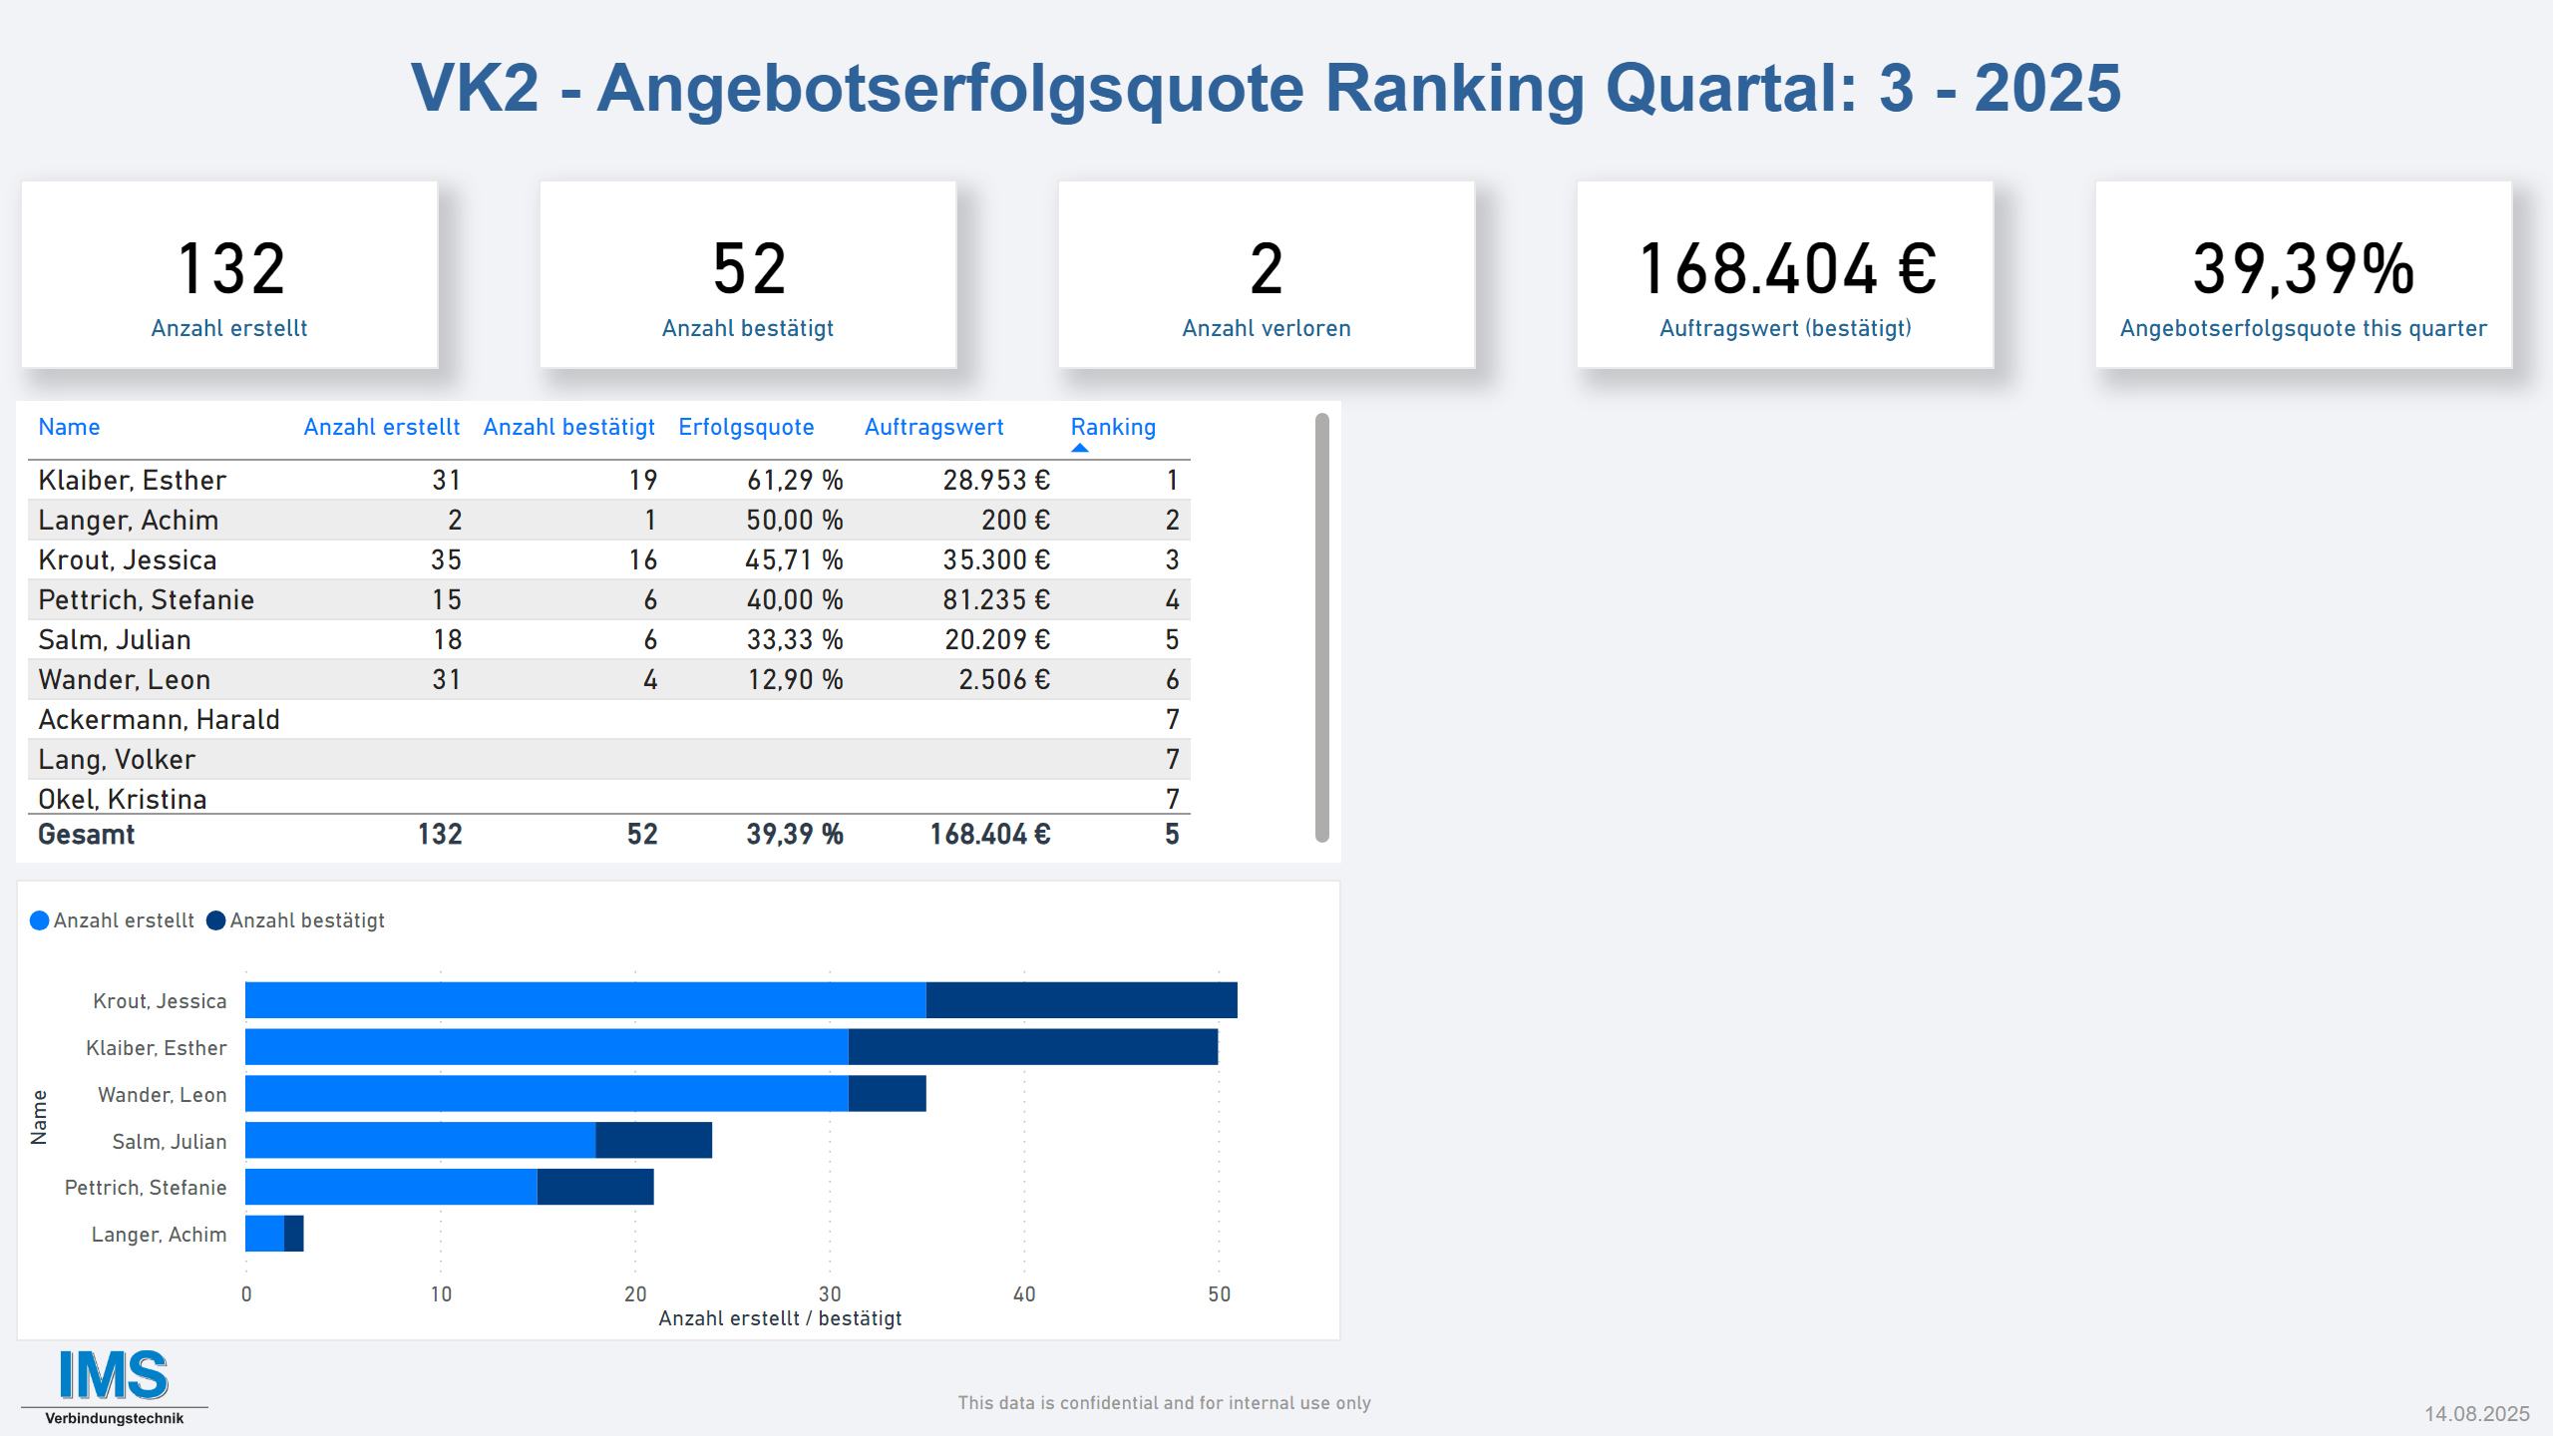 VK2 - Angebotserfolgsquote Ranking Quartal: 3 - 2025
132
Anzahl erstellt
52
Anzahl bestätigt
2
Anzahl verloren
168.404 €
Auftragswert (bestätigt)
39,39%
Angebotserfolgsquote this quarter
Name Anzahl erstellt Anzahl bestätigt Erfolgsquote Auftragswert Ranking
Klaiber, Esther 31 19 61,29 % 28.953 € 1
Langer, Achim 2 1 50,00 % 200 € 2
Krout, Jessica 35 16 45,71 % 35.300 € 3
Pettrich, Stefanie 15 6 40,00 % 81.235 € 4
Salm, Julian 18 6 33,33 % 20.209 € 5
Wander, Leon 31 4 12,90 % 2.506 € 6
Ackermann, Harald 7
Lang, Volker 7
Okel, Kristina 7
Gesamt 132 52 39,39 % 168.404 € 5
Anzahl erstellt Anzahl bestätigt
Name
Krout, Jessica
Klaiber, Esther
Wander, Leon
Salm, Julian
Pettrich, Stefanie
Langer, Achim
0 10 20 30 40 50
Anzahl erstellt / bestätigt
IMS
Verbindungstechnik
This data is confidential and for internal use only
14.08.2025